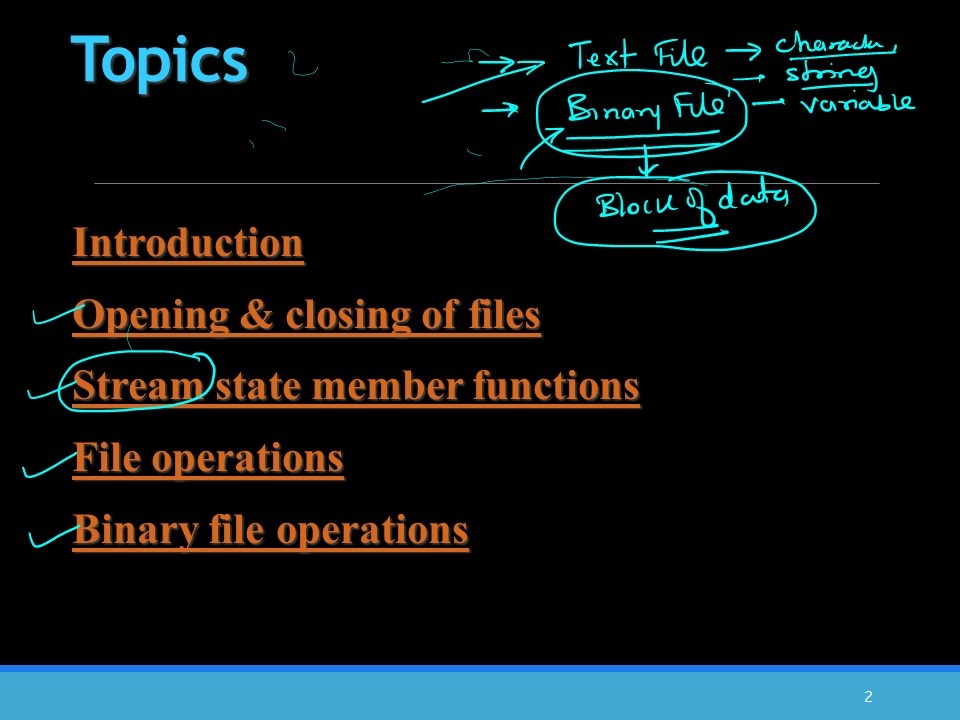 Topics
Text File → character,
string
Binary File — variable
Block of data
Introduction
Opening & closing of files
Stream state member functions
File operations
Binary file operations
2